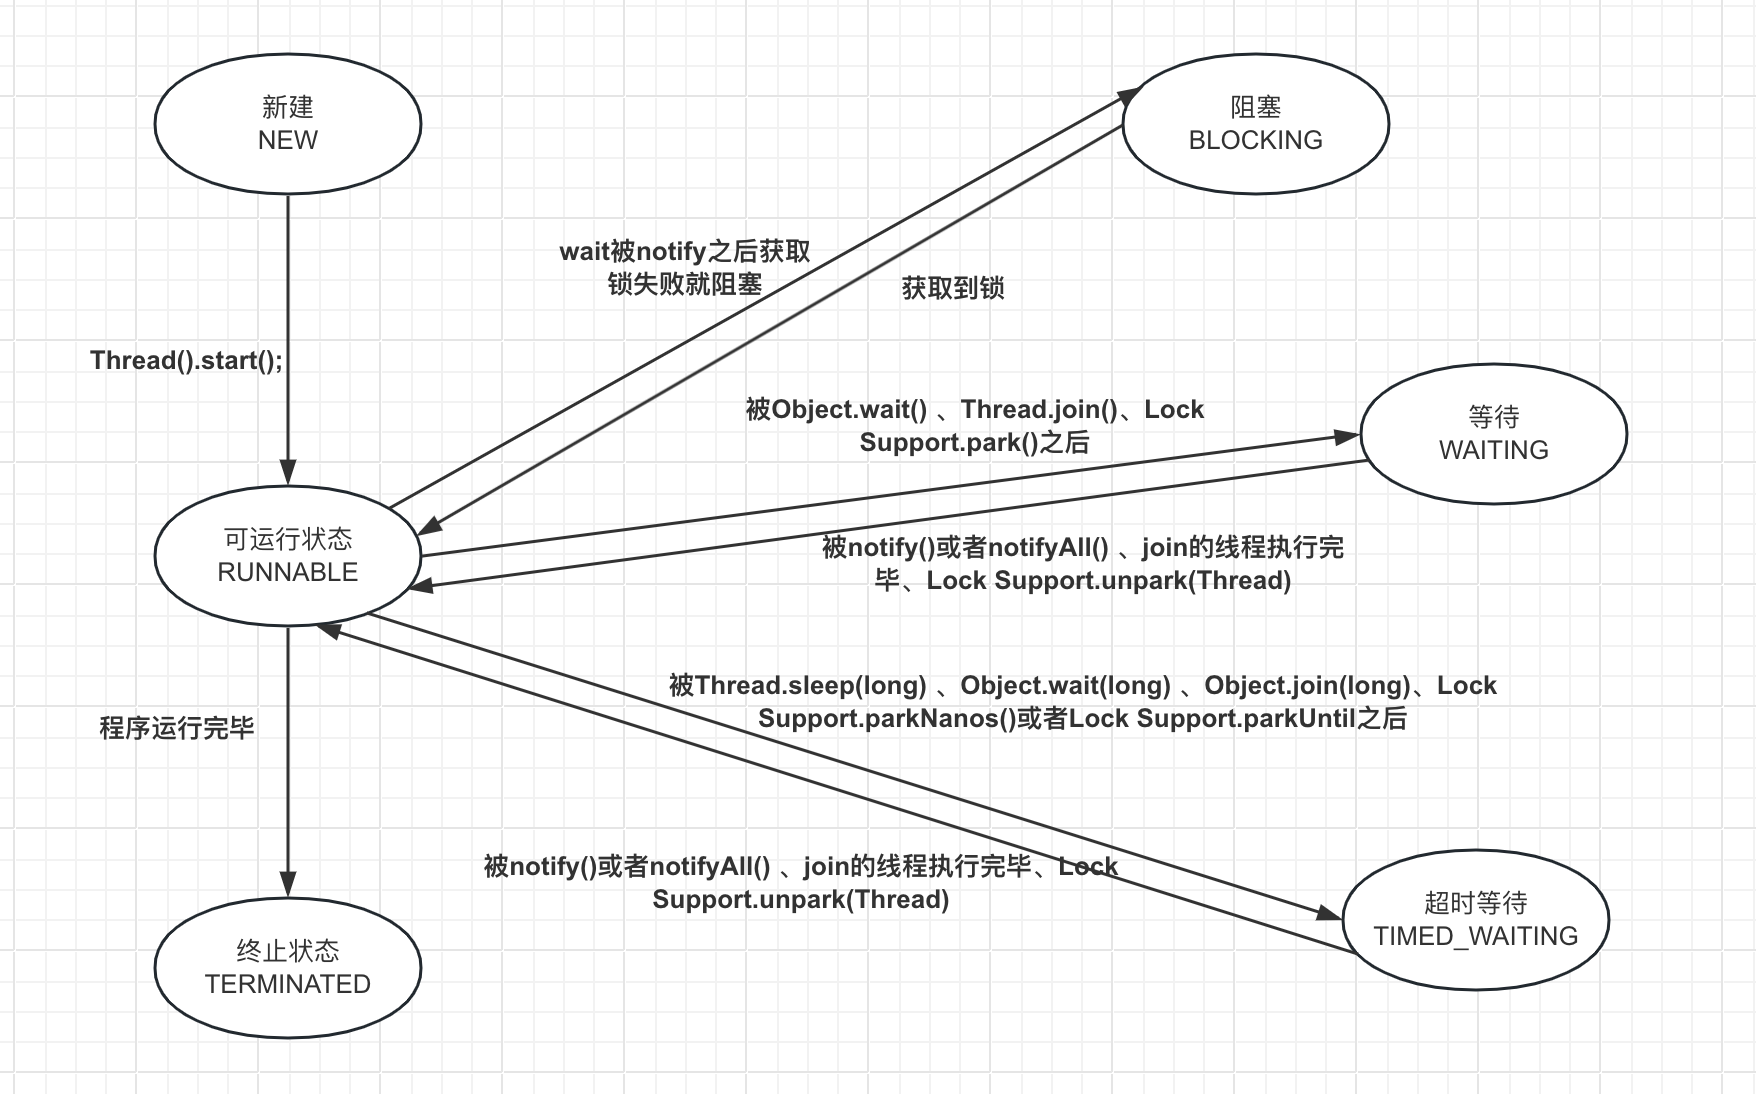 新建
NEW
阻塞
BLOCKING
wait被notify之后获取
锁失败就阻塞
获取到锁
Thread().start();
被Object.wait() 、Thread.join()、Lock
Support.park()之后
等待
WAITING
可运行状态
RUNNABLE
被notify()或者notifyAll() 、join的线程执行完
毕、Lock Support.unpark(Thread)
被Thread.sleep(long) 、Object.wait(long) 、Object.join(long)、Lock
Support.parkNanos()或者Lock Support.parkUntil之后
程序运行完毕
被notify()或者notifyAll() 、join的线程执行完毕、Lock
Support.unpark(Thread)
超时等待
TIMED_WAITING
终止状态
TERMINATED